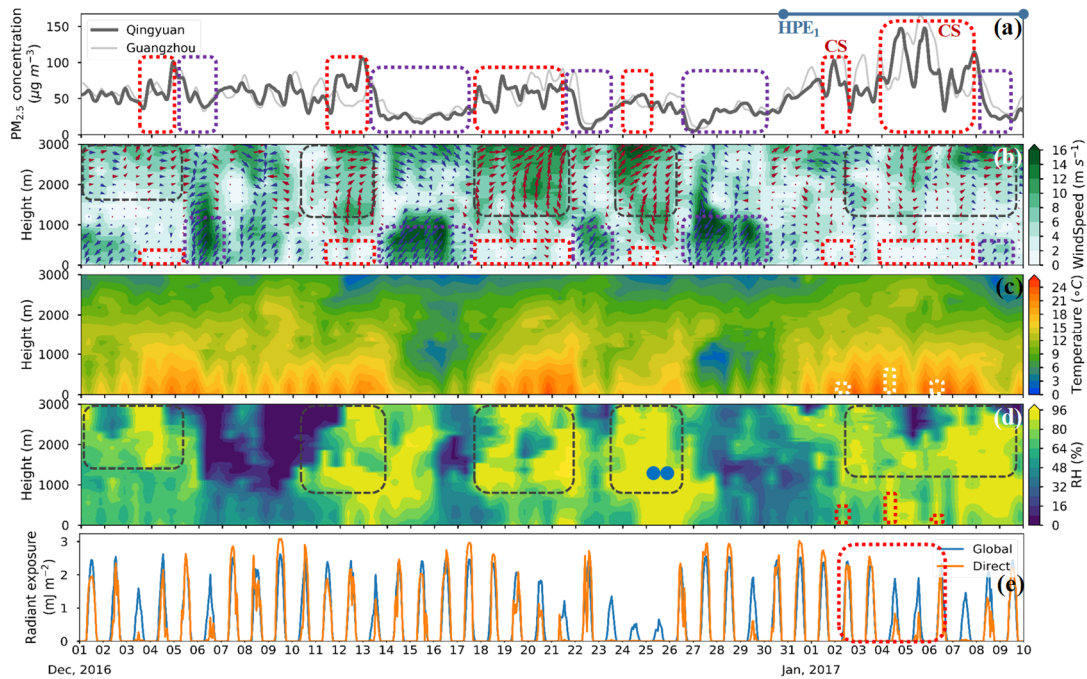 150
100
50
0
PM2.5 concentration
(μg m⁻³)
Qingyuan
Guangzhou
HPE1
CS
CS
(a)
3000
2000
1000
0
Height (m)
(b)
16
14
12
10
8
6
4
2
0
WindSpeed (m s⁻¹)
3000
2000
1000
0
Height (m)
(c)
24
21
18
15
12
9
6
3
0
Temperature (∘C)
3000
2000
1000
0
Height (m)
(d)
96
80
64
48
32
16
0
RH (%)
3
2
1
0
Radiant exposure
(mJ m⁻²)
Global
Direct
(e)
01 02 03 04 05 06 07 08 09 10 11 12 13 14 15 16 17 18 19 20 21 22 23 24 25 26 27 28 29 30 31 01 02 03 04 05 06 07 08 09 10
Dec, 2016 Jan, 2017